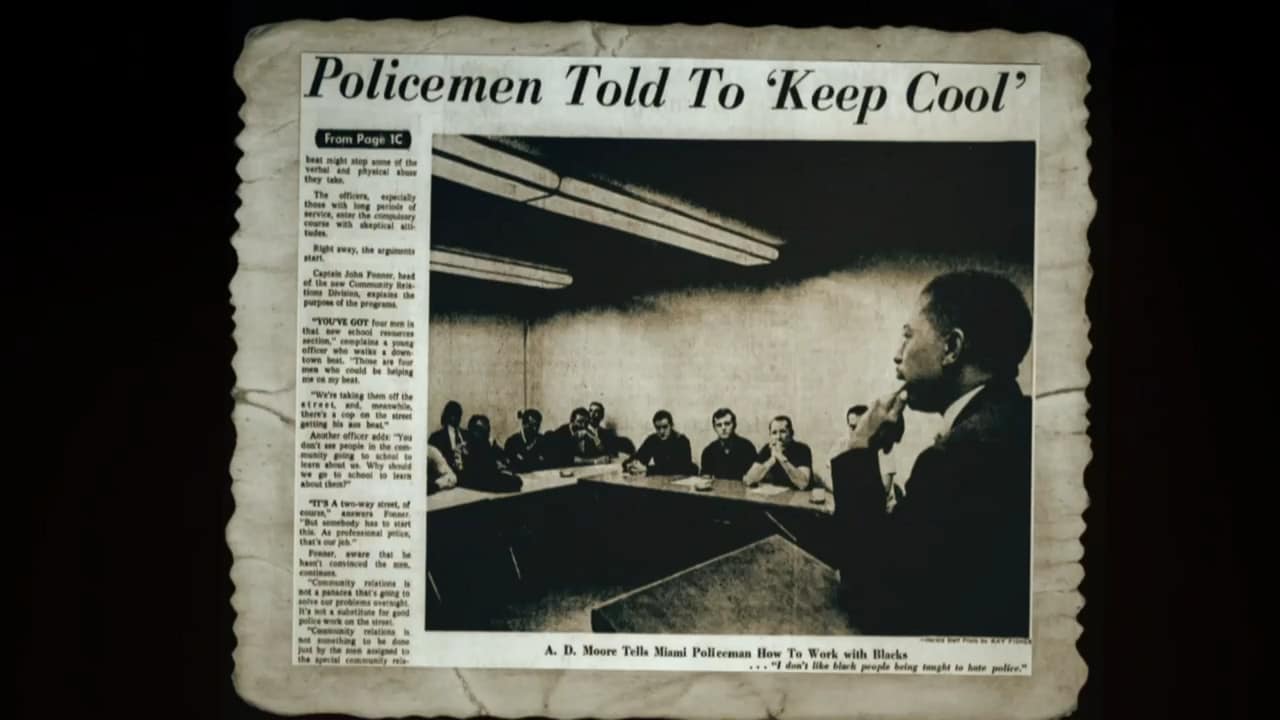 Policemen Told To ‘Keep Cool’
From Page 1C
beat might stop some of the
verbal and physical abuse
they take.
The officers, especially
those with long periods of
service, enter the compulsory
course with skeptical atti-
tudes.
Right away, the arguments
start.
Captain John Fonner, head
of the new Community Rela-
tions Division, explains the
purpose of the programs.
"YOU'VE GOT four men in
that new school resources
section," complains a young
officer who walks a down-
town beat. "Those are four
men who could be helping
me on my beat.
"We're taking them off the
street, and, meanwhile,
there's a cop on the street
getting his ass beat."
Another officer adds: "You
don't see people in the com-
munity going to school to
learn about us. Why should
we go to school to learn
about them?"
"IT'S A two-way street, of
course," answers Fonner.
"But somebody has to start
this. As professional police,
that's our job."
Fonner, aware that he
hasn't convinced the men,
continues.
"Community relations is
not a panacea that's going to
solve our problems overnight.
It's not a substitute for good
police work on the street.
"Community relations is
not something to be done
just by the men assigned to
the special community rela-
—Herald Staff Photo by RAY FISHER
A. D. Moore Tells Miami Policeman How To Work with Blacks
. . . "I don't like black people being taught to hate police."